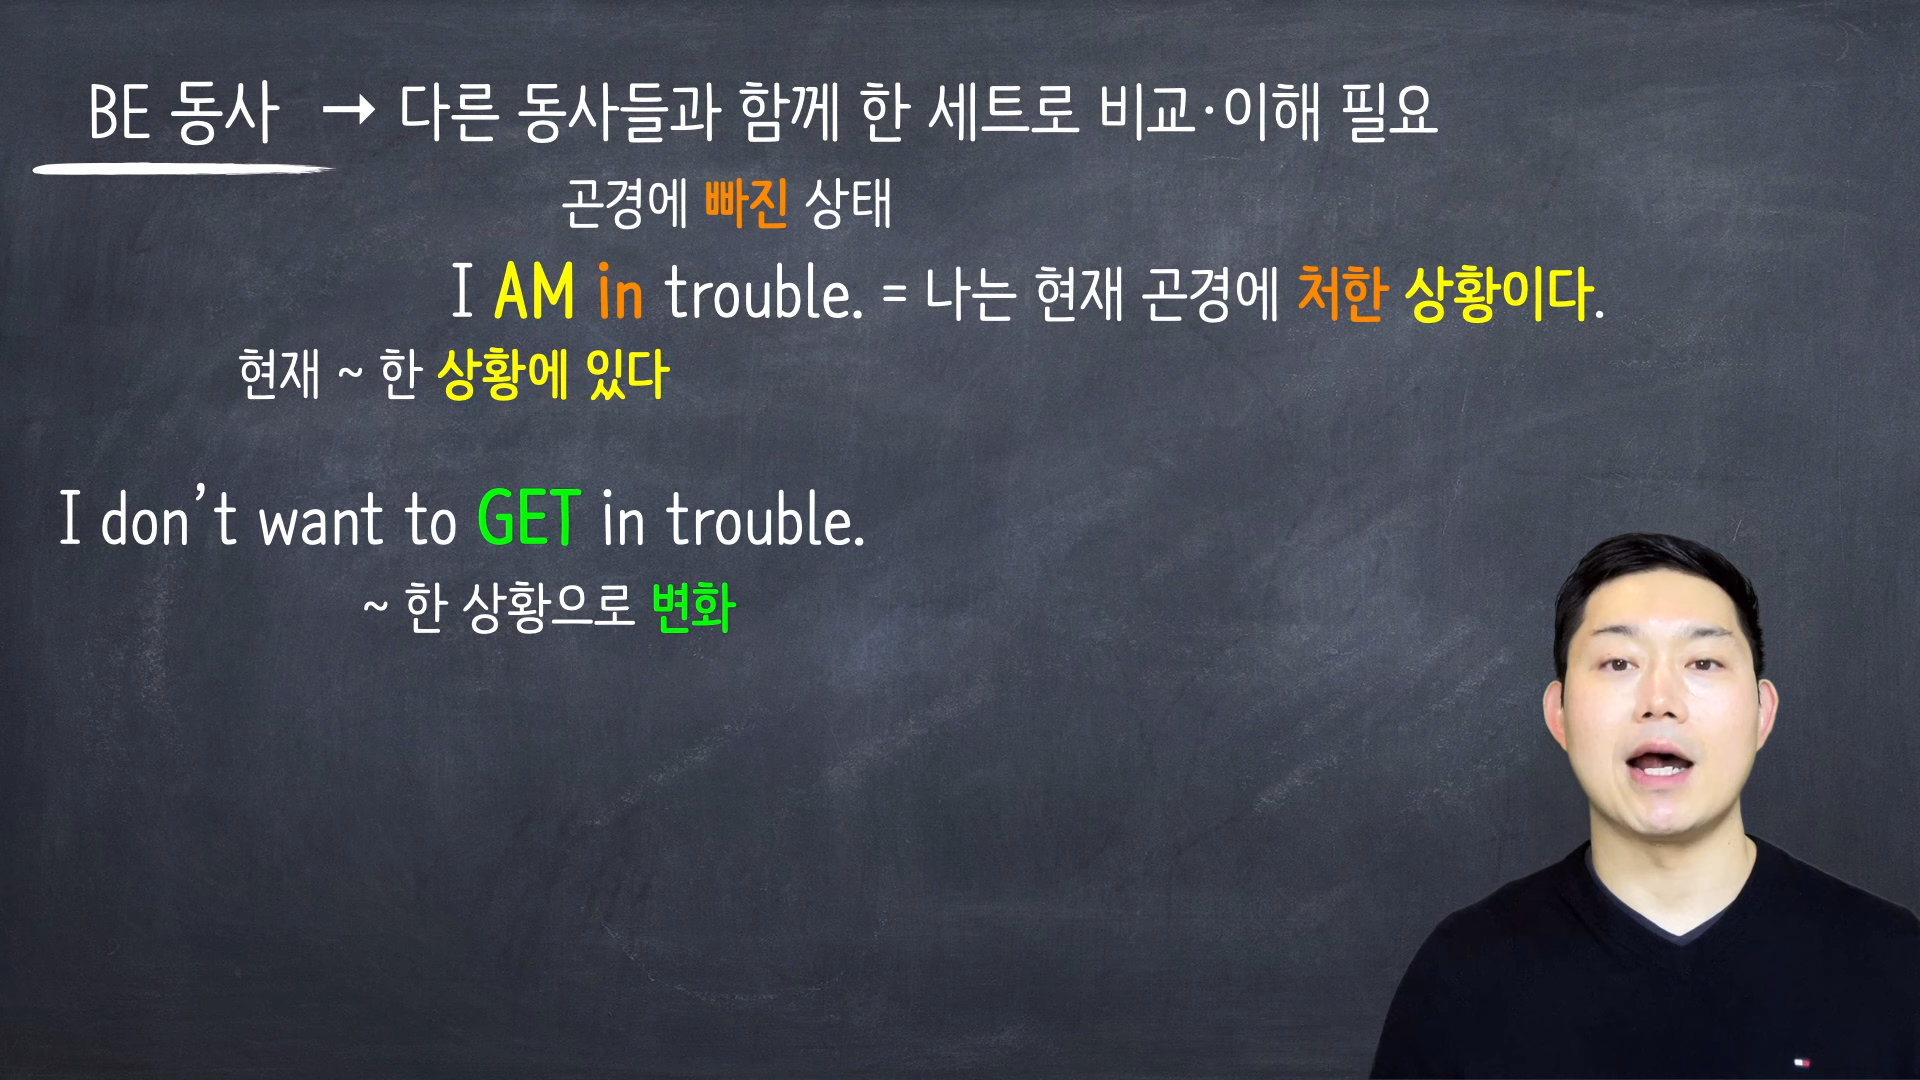 BE 동사 → 다른 동사들과 함께 한 세트로 비교·이해 필요
곤경에 빠진 상태
I AM in trouble. = 나는 현재 곤경에 처한 상황이다.
현재 ~ 한 상황에 있다
I don't want to GET in trouble.
~ 한 상황으로 변화